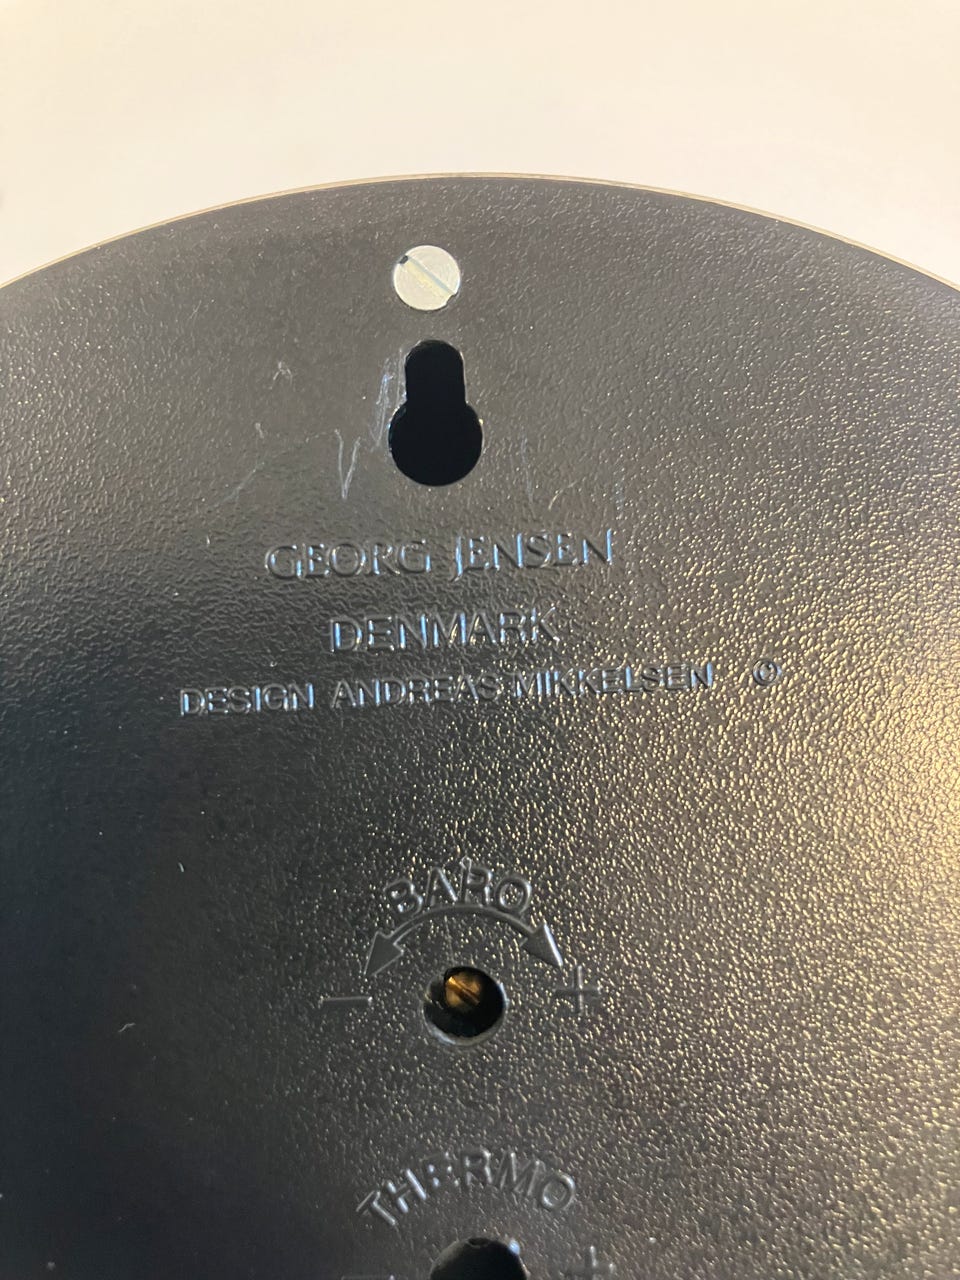 GEORG JENSEN
DENMARK
DESIGN ANDREAS MIKKELSEN ©
BARO
- +
THERMO
- +